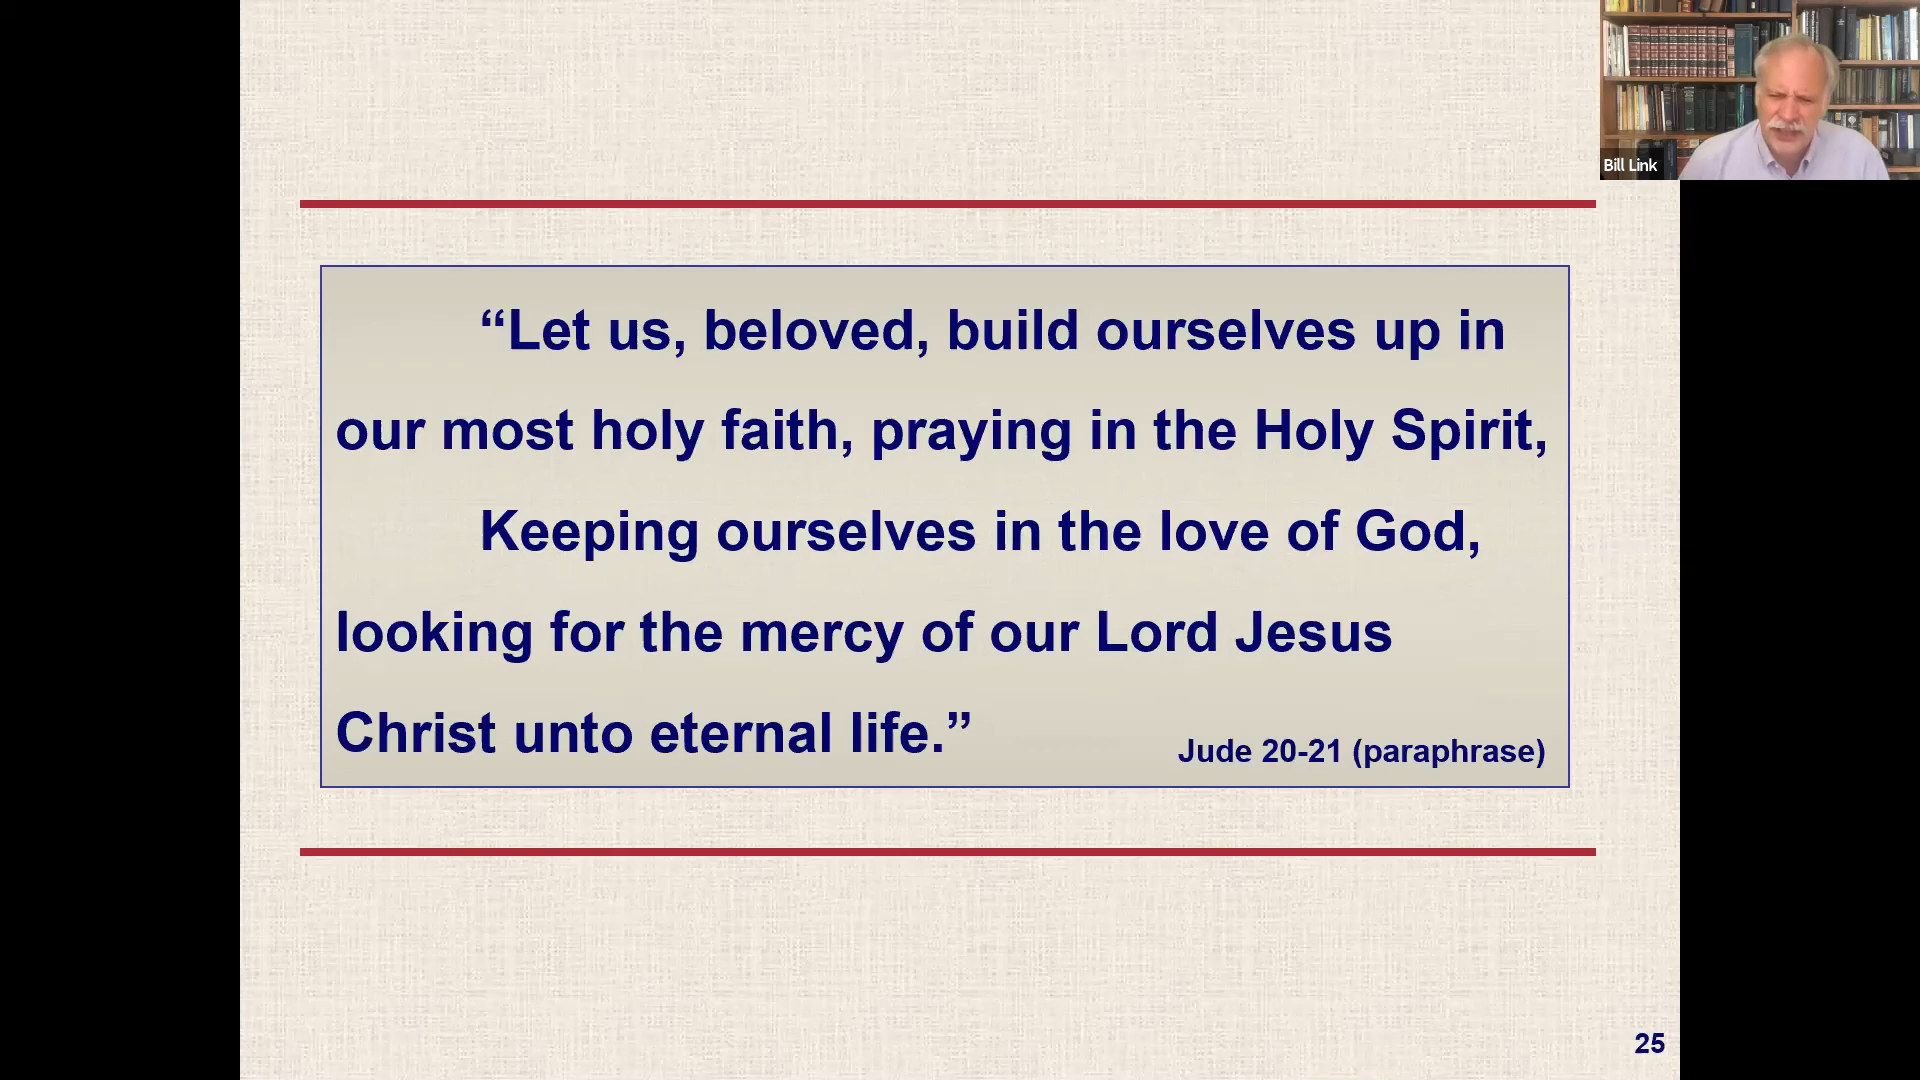 Bill Link
“Let us, beloved, build ourselves up in
our most holy faith, praying in the Holy Spirit,
Keeping ourselves in the love of God,
looking for the mercy of our Lord Jesus
Christ unto eternal life.”
Jude 20-21 (paraphrase)
25